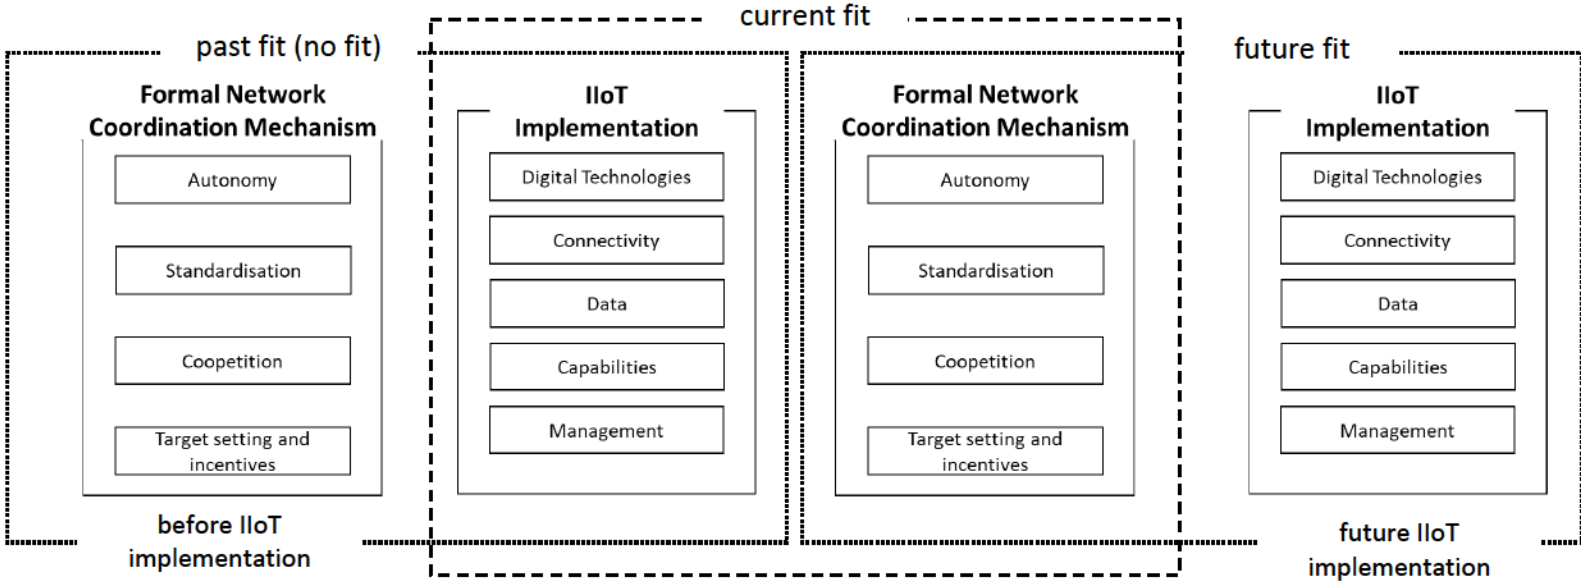 current fit
past fit (no fit)
future fit
Formal Network
Coordination Mechanism
Autonomy
Standardisation
Coopetition
Target setting and
incentives
before IIoT
implementation
IIoT
Implementation
Digital Technologies
Connectivity
Data
Capabilities
Management
Formal Network
Coordination Mechanism
Autonomy
Standardisation
Coopetition
Target setting and
incentives
IIoT
Implementation
Digital Technologies
Connectivity
Data
Capabilities
Management
future IIoT
implementation